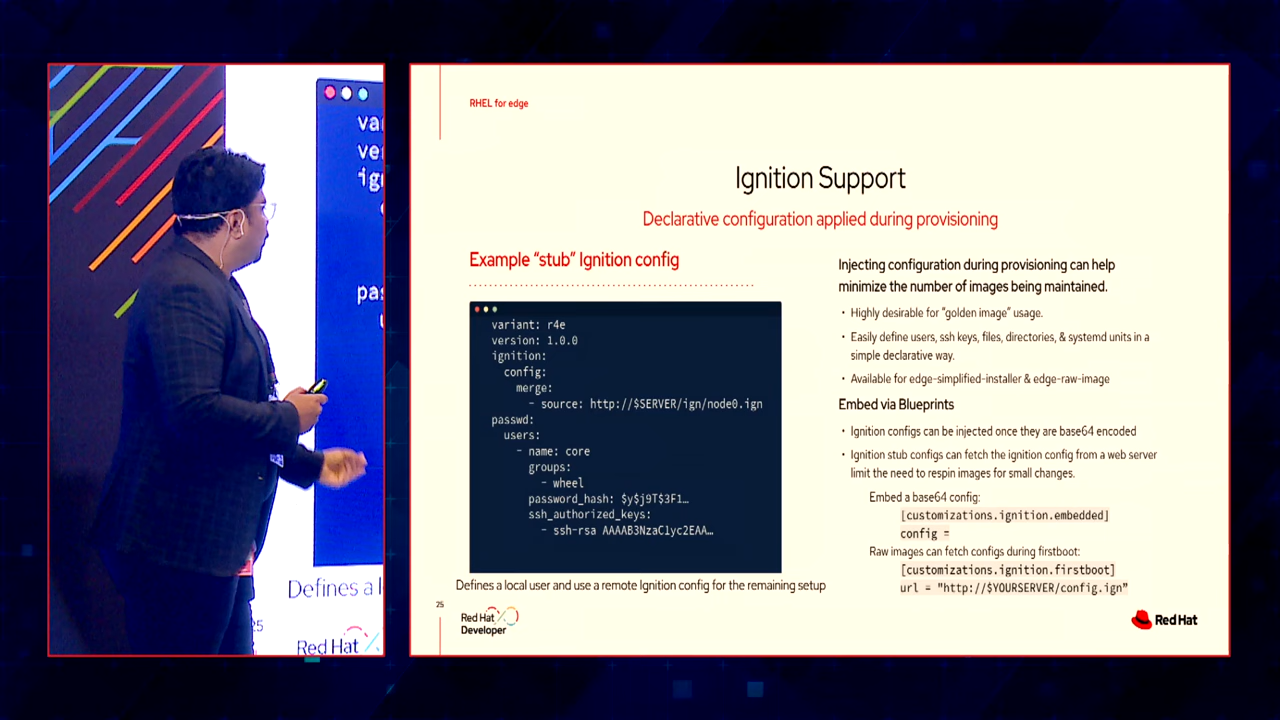 var
ver
ign
pas
u
Defines a l
25
Red Hat
RHEL for edge
Ignition Support
Declarative configuration applied during provisioning
Example “stub” Ignition config
variant: r4e
version: 1.0.0
ignition:
config:
merge:
- source: http://$SERVER/ign/node0.ign
passwd:
users:
- name: core
groups:
- wheel
password_hash: $y$j9T$3F1…
ssh_authorized_keys:
- ssh-rsa AAAAB3NzaC1yc2EAA…
Defines a local user and use a remote Ignition config for the remaining setup
Injecting configuration during provisioning can help
minimize the number of images being maintained.
• Highly desirable for “golden image” usage.
• Easily define users, ssh keys, files, directories, & systemd units in a
simple declarative way.
• Available for edge-simplified-installer & edge-raw-image
Embed via Blueprints
• Ignition configs can be injected once they are base64 encoded
• Ignition stub configs can fetch the ignition config from a web server
limit the need to respin images for small changes.
Embed a base64 config:
[customizations.ignition.embedded]
config =
Raw images can fetch configs during firstboot:
[customizations.ignition.firstboot]
url = "http://$YOURSERVER/config.ign”
25
Red Hat
Developer
Red Hat